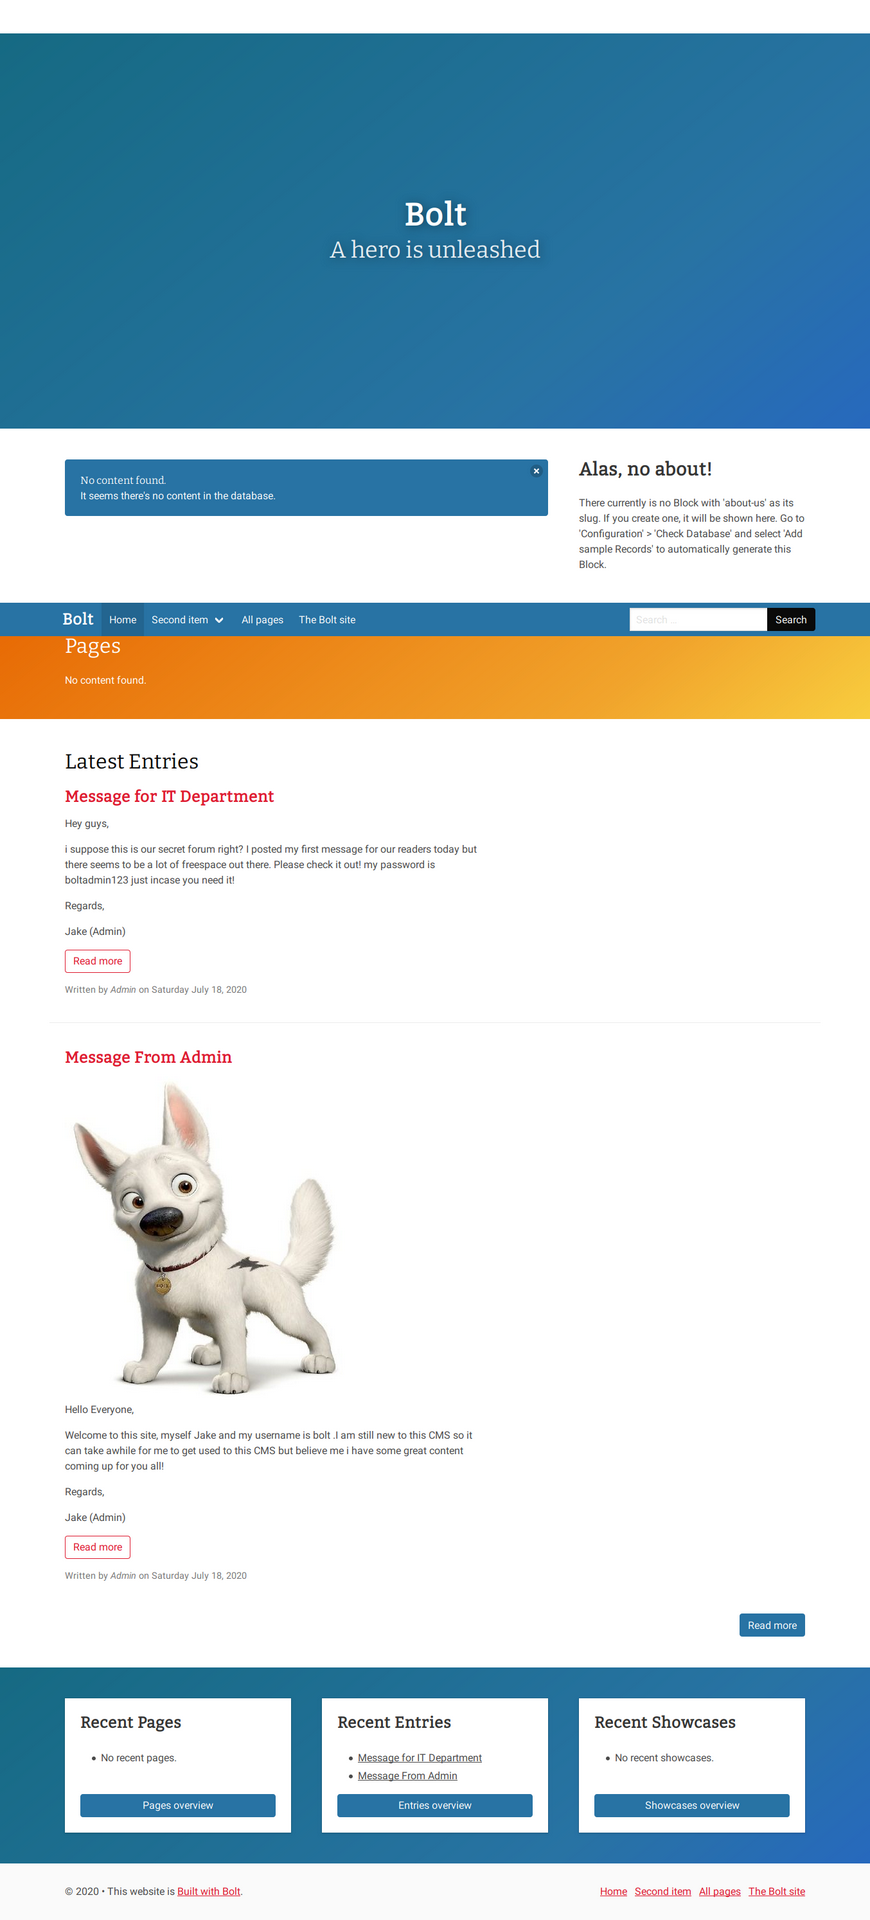 Bolt
A hero is unleashed
No content found.
It seems there's no content in the database.
Alas, no about!
There currently is no Block with 'about-us' as its
slug. If you create one, it will be shown here. Go to
'Configuration' > 'Check Database' and select 'Add
sample Records' to automatically generate this
Block.
Bolt Home Second item All pages The Bolt site Search ... Search
Pages
No content found.
Latest Entries
Message for IT Department
Hey guys,
i suppose this is our secret forum right? I posted my first message for our readers today but
there seems to be a lot of freespace out there. Please check it out! my password is
boltadmin123 just incase you need it!
Regards,
Jake (Admin)
Read more
Written by Admin on Saturday July 18, 2020
Message From Admin
Hello Everyone,
Welcome to this site, myself Jake and my username is bolt .I am still new to this CMS so it
can take awhile for me to get used to this CMS but believe me i have some great content
coming up for you all!
Regards,
Jake (Admin)
Read more
Written by Admin on Saturday July 18, 2020
Read more
Recent Pages
• No recent pages.
Pages overview
Recent Entries
• Message for IT Department
• Message From Admin
Entries overview
Recent Showcases
• No recent showcases.
Showcases overview
© 2020 • This website is Built with Bolt.
Home Second item All pages The Bolt site